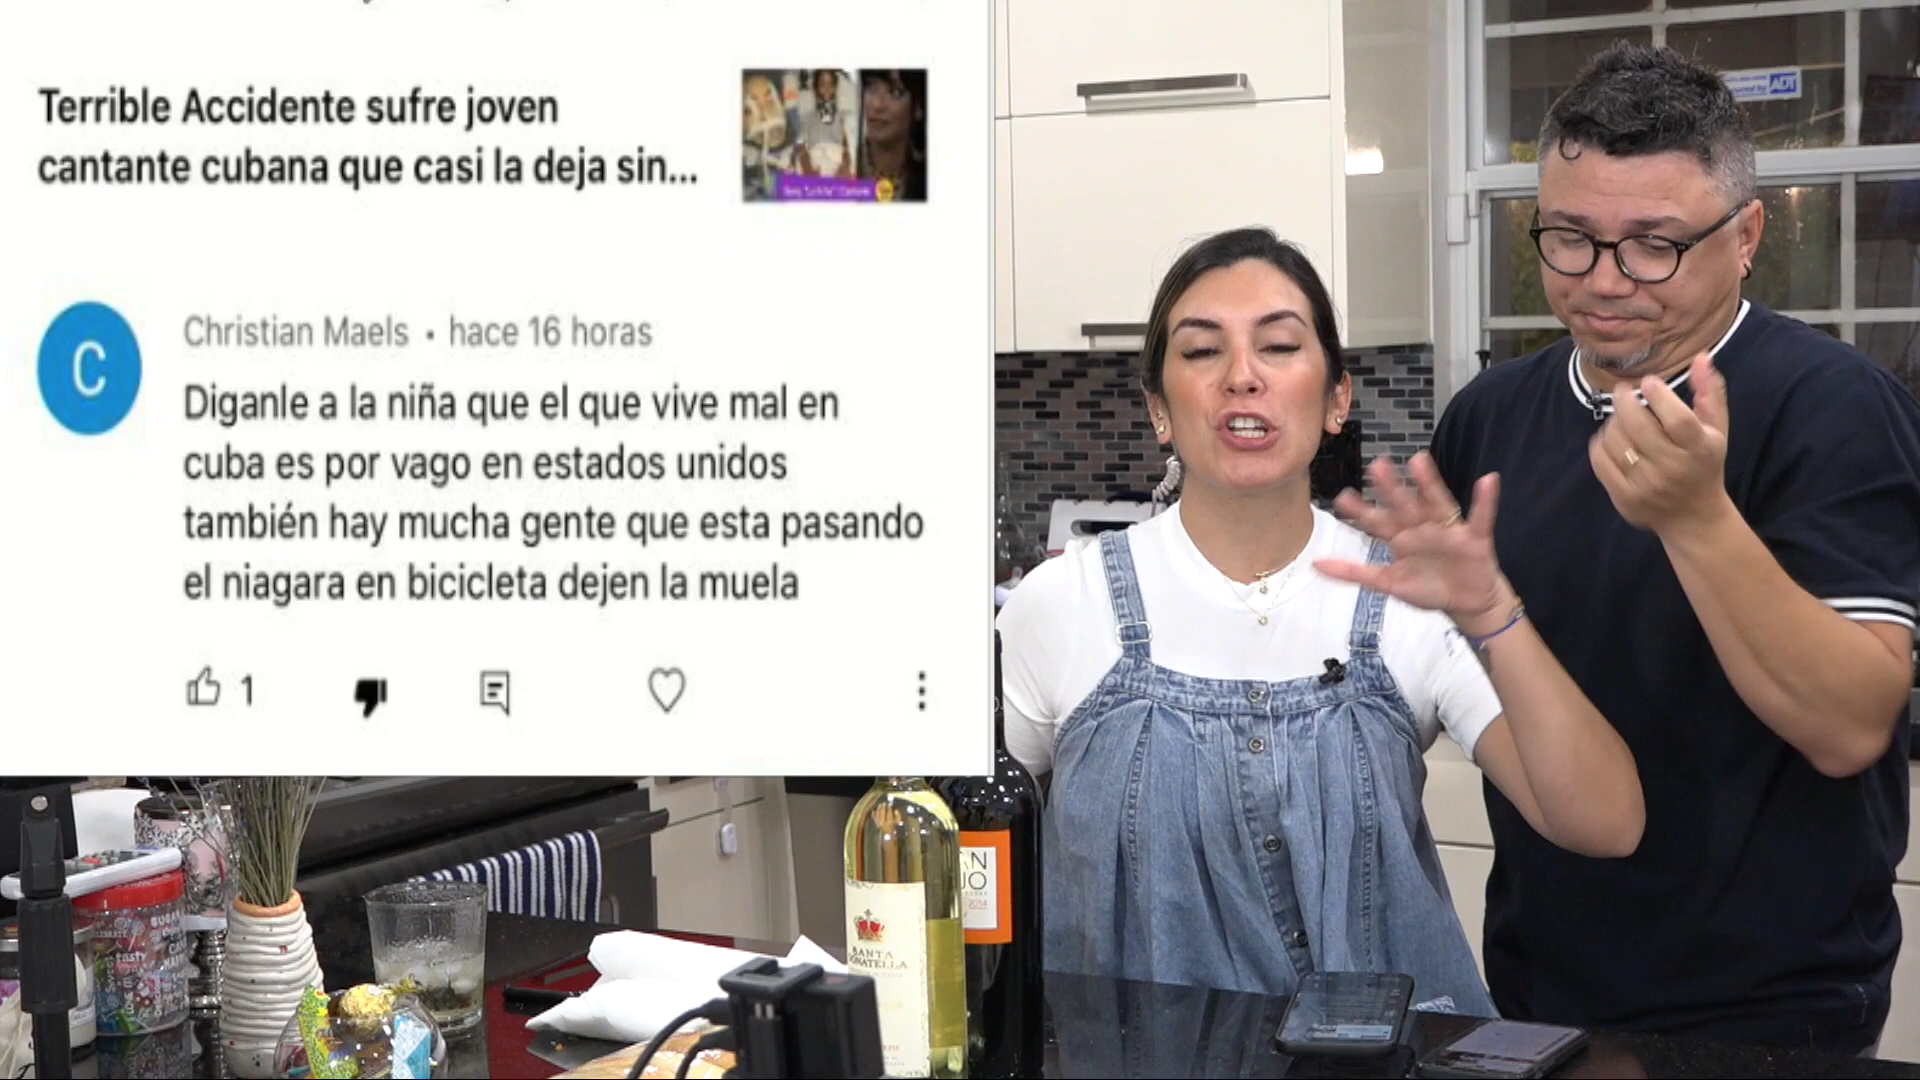 Terrible Accidente sufre joven
cantante cubana que casi la deja sin...
C
Christian Maels • hace 16 horas
Diganle a la niña que el que vive mal en
cuba es por vago en estados unidos
también hay mucha gente que esta pasando
el niagara en bicicleta dejen la muela
1
ADT
SANTA
2014